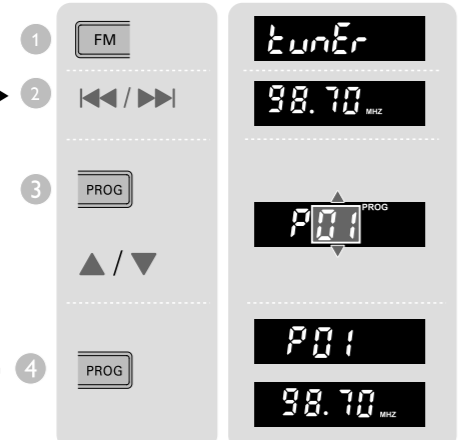 1 FM tunEr
2 / 98.70 MHZ
3 PROG P01 PROG
/
4 PROG P01
98.70 MHZ